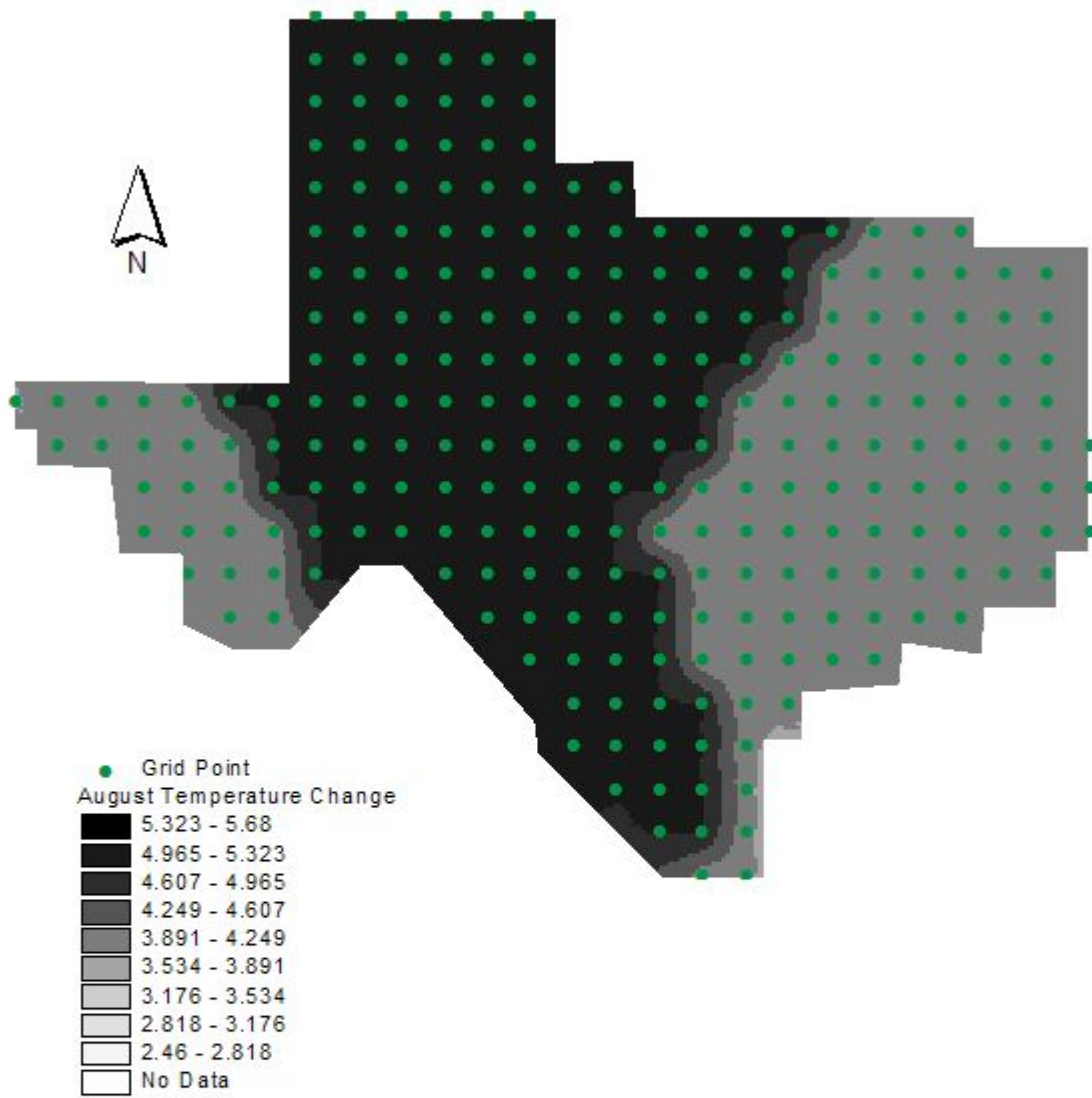 N
Grid Point
August Temperature Change
5.323 - 5.68
4.965 - 5.323
4.607 - 4.965
4.249 - 4.607
3.891 - 4.249
3.534 - 3.891
3.176 - 3.534
2.818 - 3.176
2.46 - 2.818
No Data